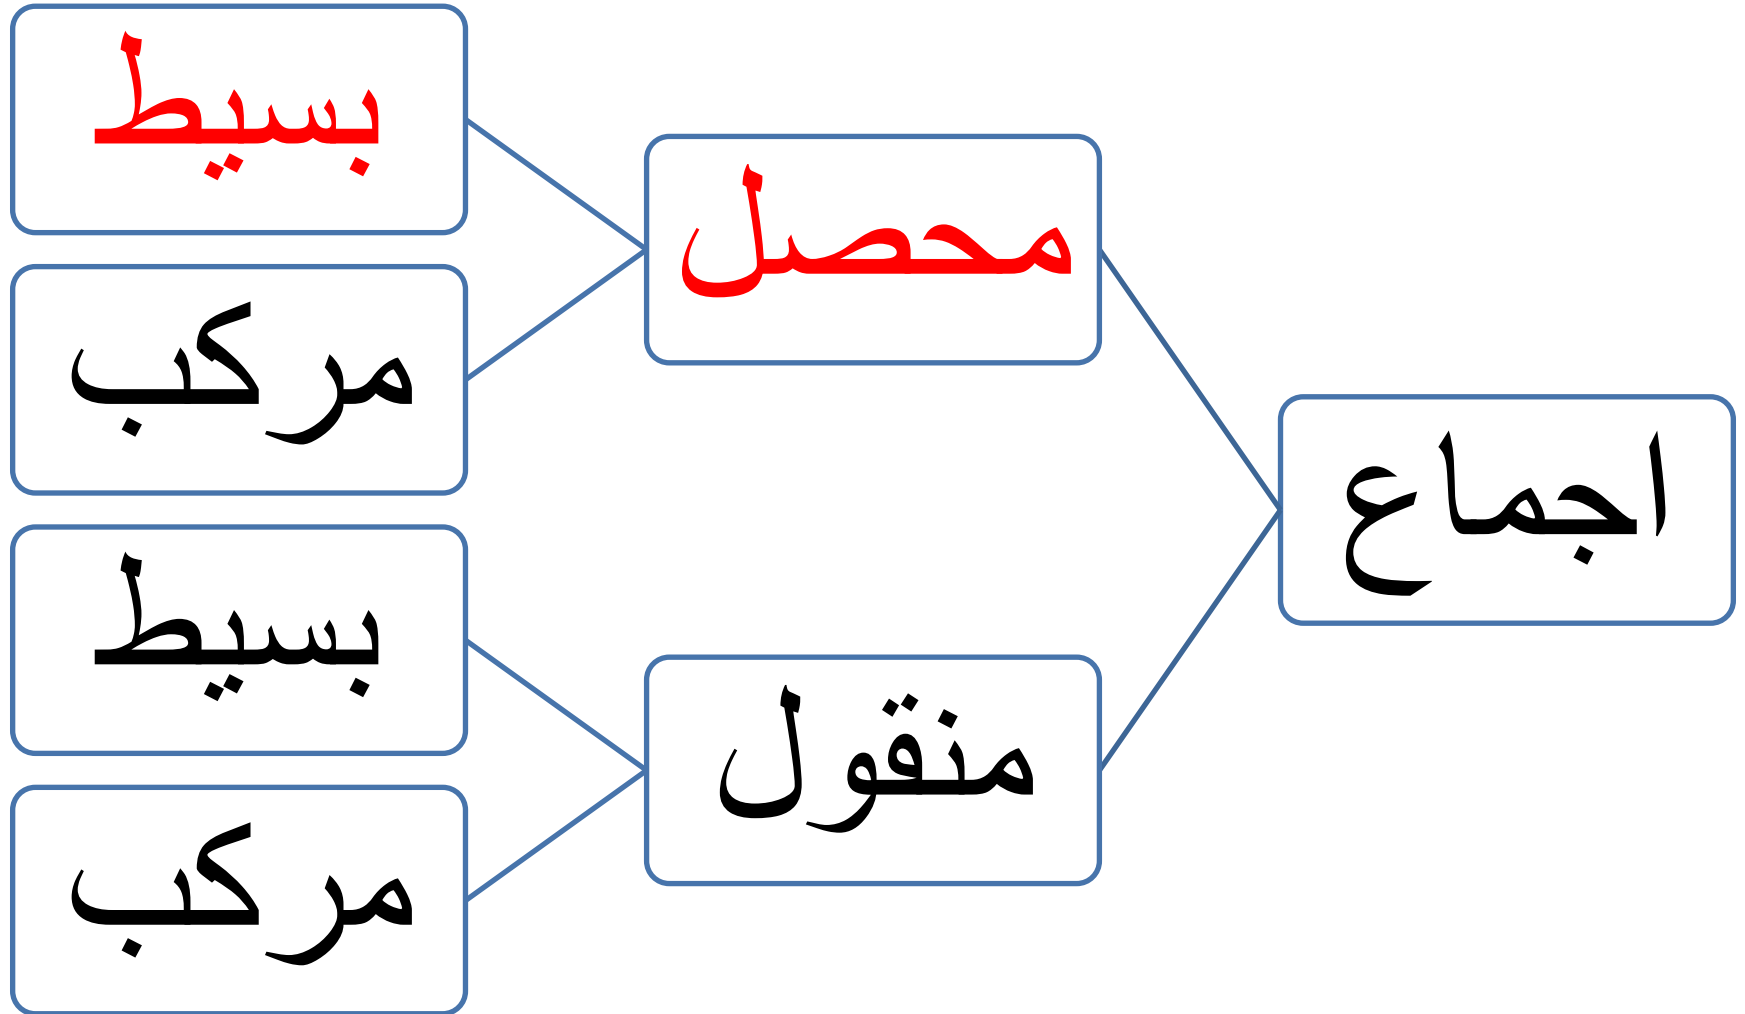 اجماع
محصل
بسيط
مركب
منقول
بسيط
مركب